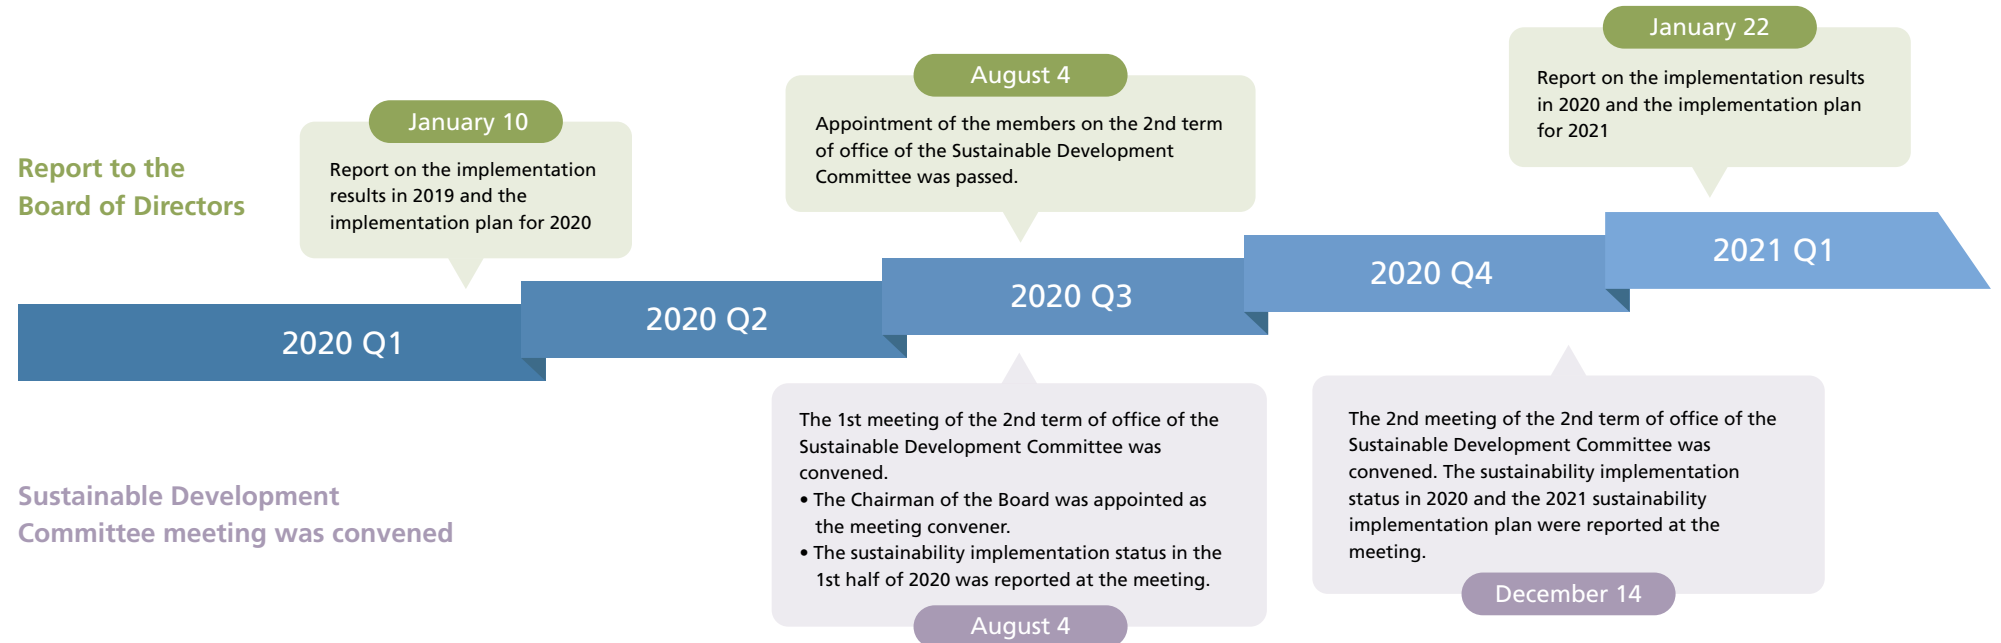 January 22
Report on the implementation results
in 2020 and the implementation plan
for 2021
August 4
Appointment of the members on the 2nd term
of office of the Sustainable Development
Committee was passed.
January 10
Report on the implementation
results in 2019 and the
implementation plan for 2020
Report to the
Board of Directors
2020 Q1
2020 Q2
2020 Q3
2020 Q4
2021 Q1
Sustainable Development
Committee meeting was convened
The 1st meeting of the 2nd term of office of the
Sustainable Development Committee was
convened.
• The Chairman of the Board was appointed as
the meeting convener.
• The sustainability implementation status in the
1st half of 2020 was reported at the meeting.
August 4
The 2nd meeting of the 2nd term of office of the
Sustainable Development Committee was
convened. The sustainability implementation
status in 2020 and the 2021 sustainability
implementation plan were reported at the
meeting.
December 14